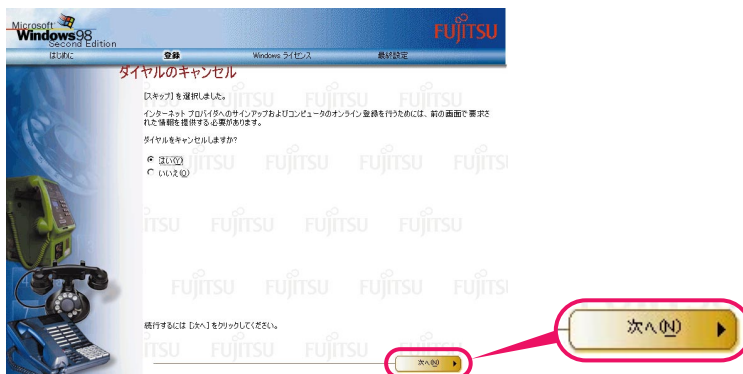 Microsoft
Windows98
Second Edition
FUJITSU
はじめに 登録 Windows ライセンス 最終設定
ダイヤルのキャンセル
[スキップ] を選択しました。
インターネット プロバイダへのサインアップおよびコンピュータのオンライン登録を行うためには、前の画面で要求さ
れた情報を提供する必要があります。
ダイヤルをキャンセルしますか?
はい(Y)
いいえ(O)
続行するには [次へ] をクリックしてください。
次へ(N)
次へ(N)